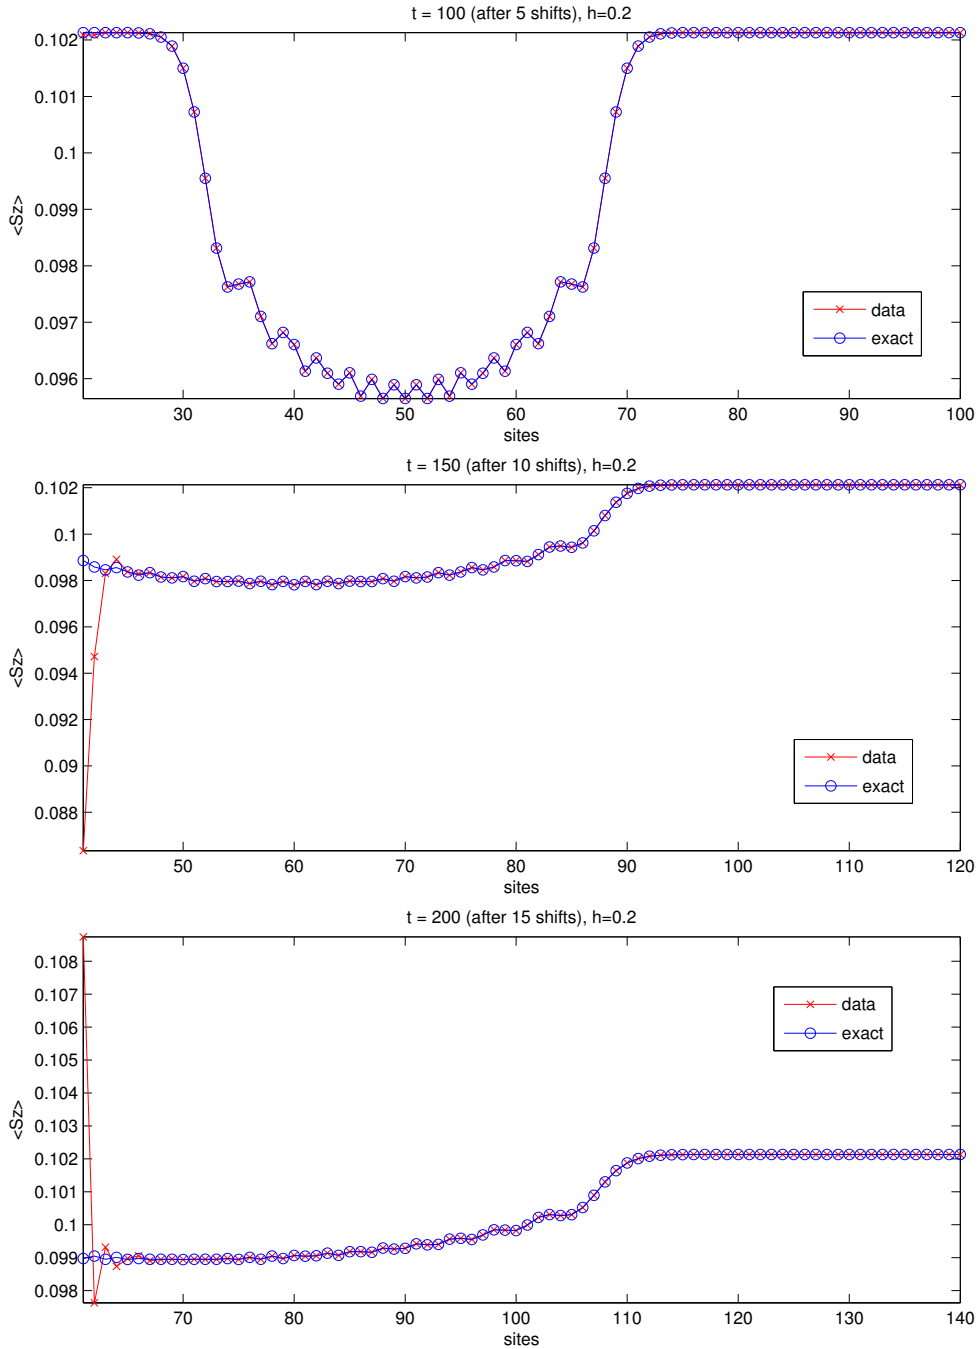 t = 100 (after 5 shifts), h=0.2
0.102
0.101
0.1
0.099
0.098
0.097
0.096
<Sz>
data
exact
30 40 50 60 70 80 90 100
sites
t = 150 (after 10 shifts), h=0.2
0.102
0.1
0.098
0.096
0.094
0.092
0.09
0.088
<Sz>
data
exact
50 60 70 80 90 100 110 120
sites
t = 200 (after 15 shifts), h=0.2
0.108
0.107
0.106
0.105
0.104
0.103
0.102
0.101
0.1
0.099
0.098
<Sz>
data
exact
70 80 90 100 110 120 130 140
sites